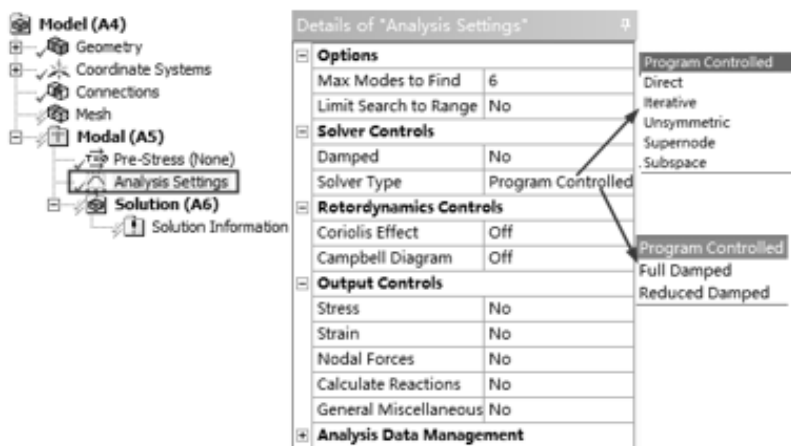 Model (A4)
Geometry
Coordinate Systems
Connections
Mesh
Modal (A5)
Pre-Stress (None)
Analysis Settings
Solution (A6)
Solution Information
Details of "Analysis Settings"
Options
Max Modes to Find 6
Limit Search to Range No
Solver Controls
Damped No
Solver Type Program Controlled
Rotordynamics Controls
Coriolis Effect Off
Campbell Diagram Off
Output Controls
Stress No
Strain No
Nodal Forces No
Calculate Reactions No
General Miscellaneous No
Analysis Data Management
Program Controlled
Direct
Iterative
Unsymmetric
Supernode
Subspace
Program Controlled
Full Damped
Reduced Damped